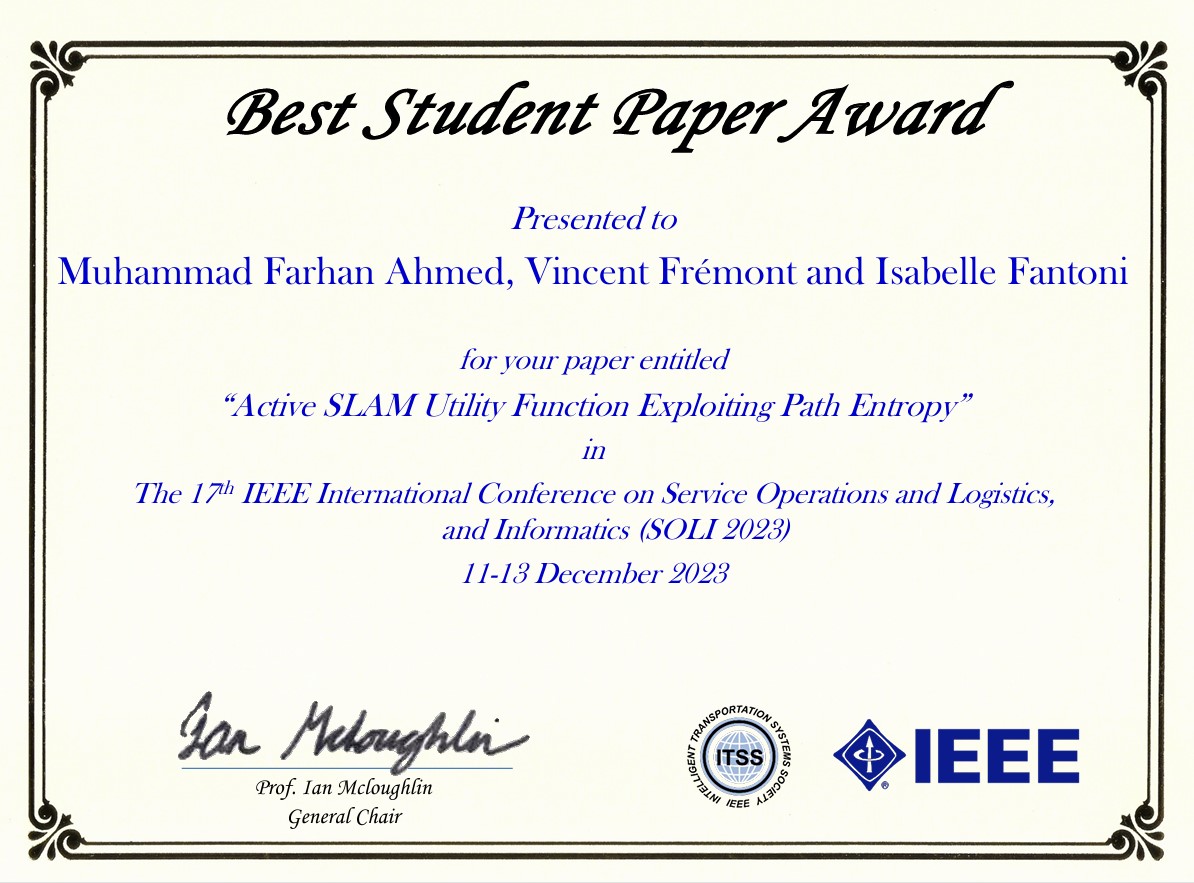 Best Student Paper Award
Presented to
Muhammad Farhan Ahmed, Vincent Frémont and Isabelle Fantoni
for your paper entitled
“Active SLAM Utility Function Exploiting Path Entropy”
in
The 17th IEEE International Conference on Service Operations and Logistics,
and Informatics (SOLI 2023)
11-13 December 2023
Ian Mcloughlin
Prof. Ian Mcloughlin
General Chair
INTELLIGENT TRANSPORTATION SYSTEMS SOCIETY
ITSS
IEEE
IEEE
®